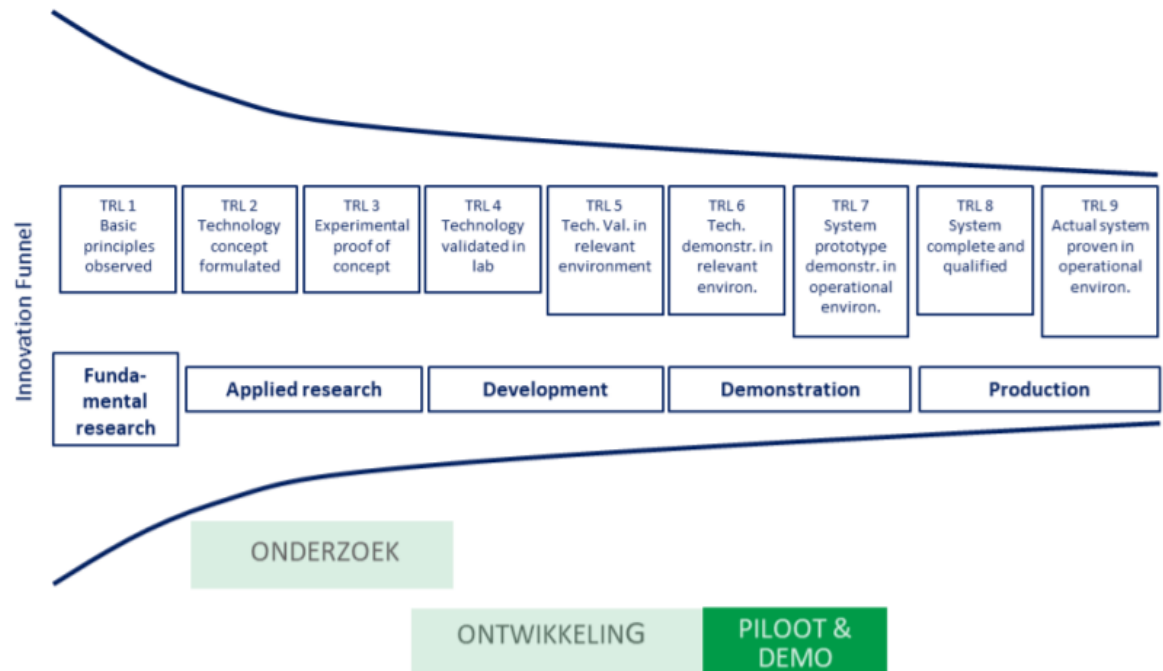 Innovation Funnel
TRL 1
Basic
principles
observed
TRL 2
Technology
concept
formulated
TRL 3
Experimental
proof of
concept
TRL 4
Technology
validated in
lab
TRL 5
Tech. Val. in
relevant
environment
TRL 6
Tech.
demonstr. in
relevant
environ.
TRL 7
System
prototype
demonstr. in
operational
environ.
TRL 8
System
complete and
qualified
TRL 9
Actual system
proven in
operational
environ.
Funda-
mental
research
Applied research
Development
Demonstration
Production
ONDERZOEK
ONTWIKKELING
PILOOT &
DEMO